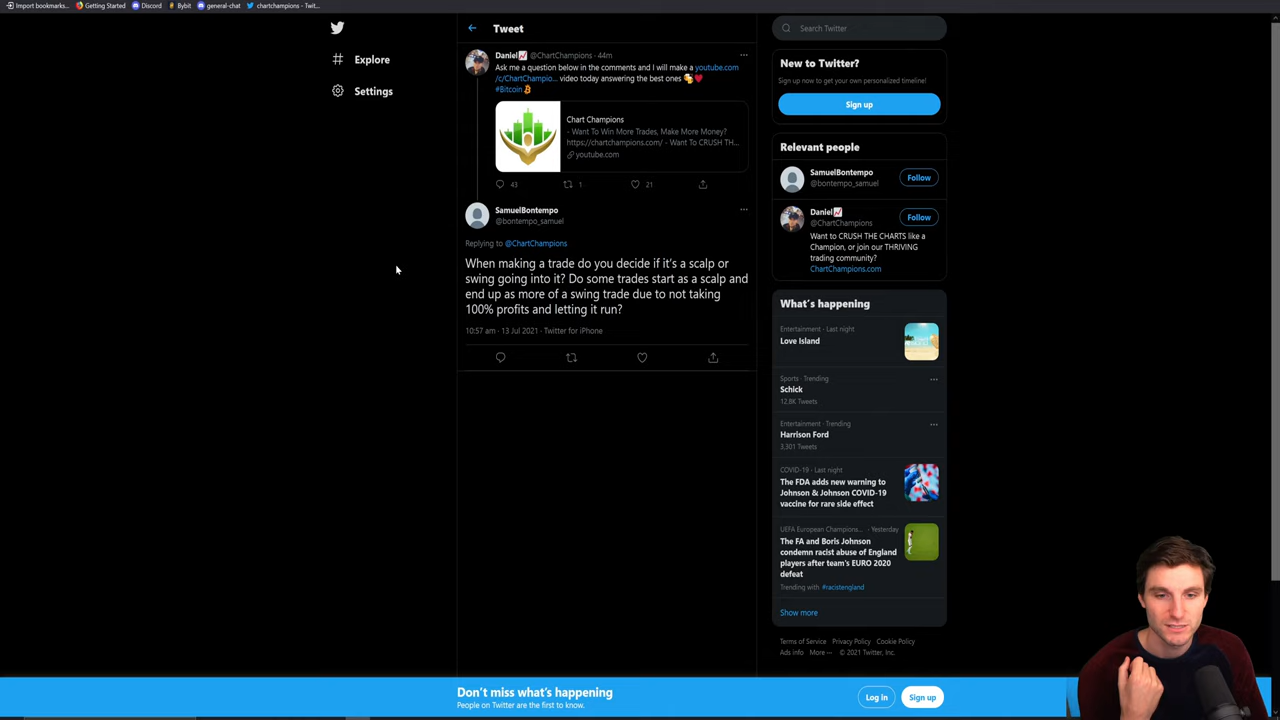 Import bookmarks...
Getting Started
Discord
Bybit
general-chat
chartchampions - Twit...
Explore
Settings
Tweet
Daniel📈 @ChartChampions · 44m
Ask me a question below in the comments and I will make a youtube.com
/c/ChartChampio... video today answering the best ones
#Bitcoin
Chart Champions
- Want To Win More Trades, Make More Money?
https://chartchampions.com/ - Want To CRUSH TH...
youtube.com
43 1 21
SamuelBontempo
@bontempo_samuel
Replying to @ChartChampions
When making a trade do you decide if it's a scalp or
swing going into it? Do some trades start as a scalp and
end up as more of a swing trade due to not taking
100% profits and letting it run?
10:57 am · 13 Jul 2021 · Twitter for iPhone
Search Twitter
New to Twitter?
Sign up now to get your own personalized timeline!
Sign up
Relevant people
SamuelBontempo
@bontempo_samuel
Follow
Daniel📈
@ChartChampions
Follow
Want to CRUSH THE CHARTS like a
Champion, or join our THRIVING
trading community?
ChartChampions.com
What's happening
Entertainment · Last night
Love Island
Sports · Trending
Schick
12.8K Tweets
Entertainment · Trending
Harrison Ford
3,301 Tweets
COVID-19 · Last night
The FDA adds new warning to
Johnson & Johnson COVID-19
vaccine for rare side effect
UEFA European Champions... · Yesterday
The FA and Boris Johnson
condemn racist abuse of England
players after team's EURO 2020
defeat
Trending with #racistengland
Show more
Terms of Service Privacy Policy Cookie Policy
Ads info More ··· © 2021 Twitter, Inc.
Don't miss what's happening
People on Twitter are the first to know.
Log in
Sign up